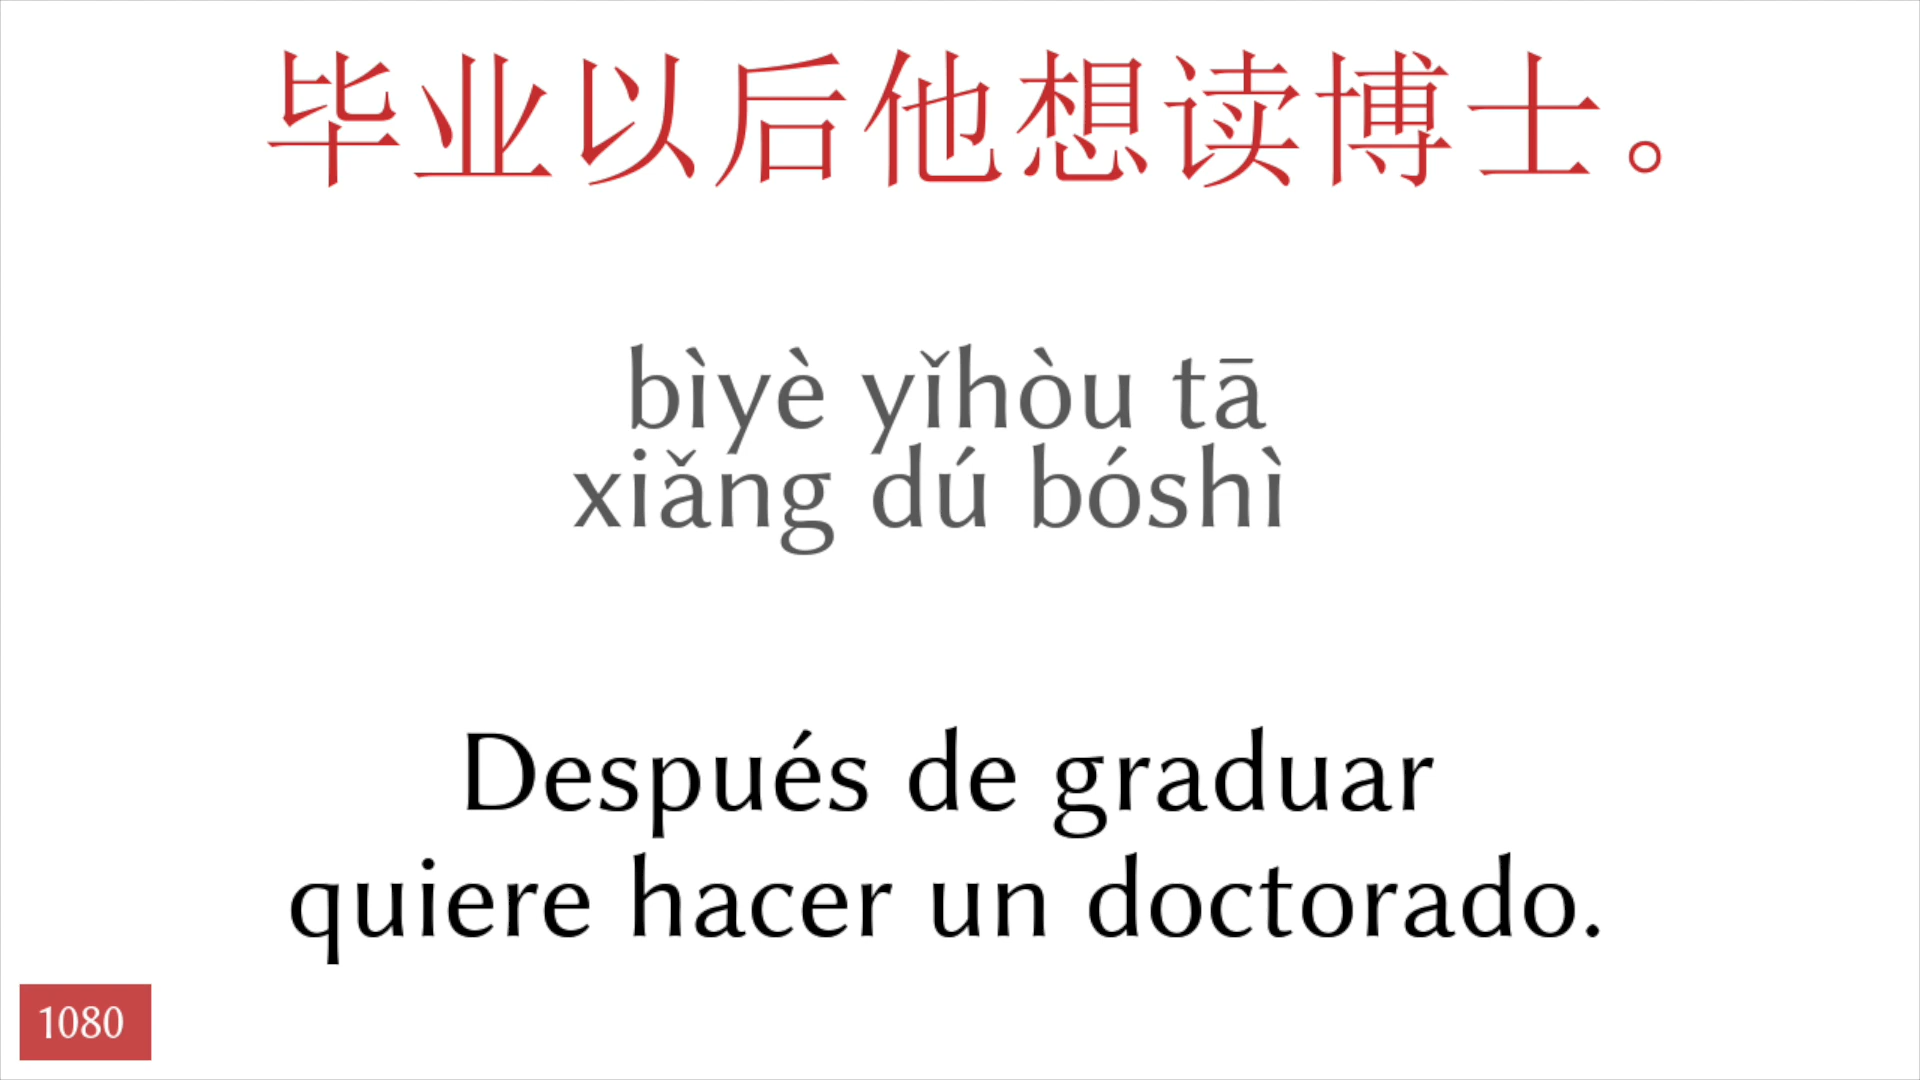 毕业以后他想读博士。
bìyè yǐhòu tā
xiǎng dú bóshì
Después de graduar
quiere hacer un doctorado.
1080